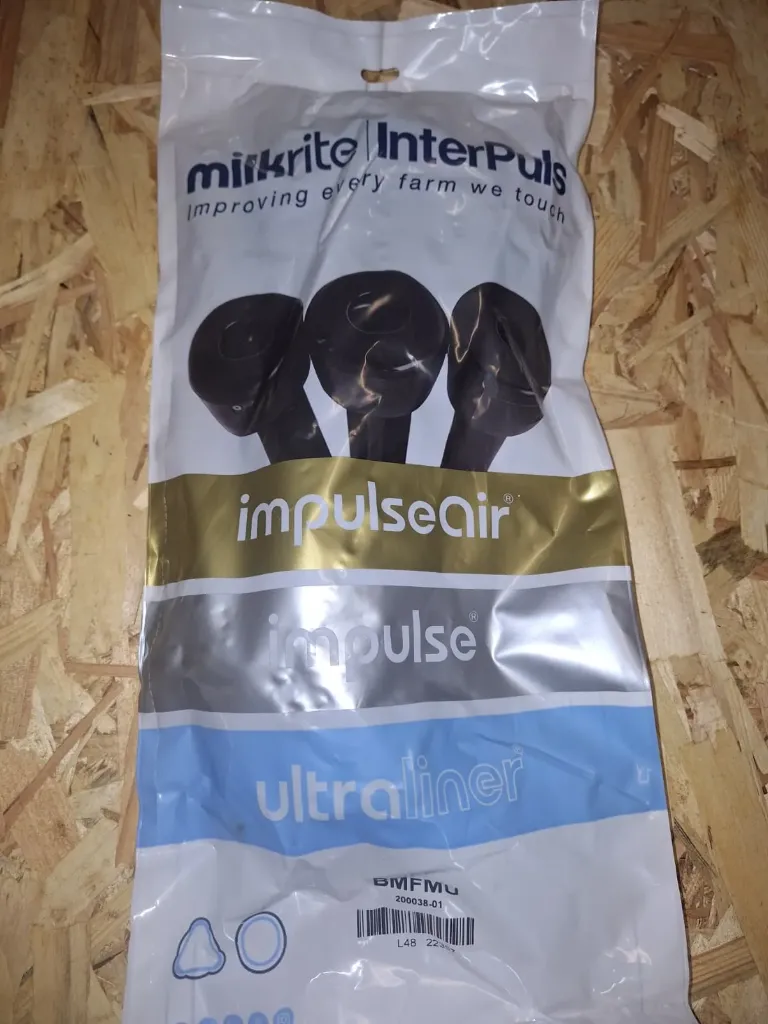 milkrite InterPuls
Improving every farm we touch
impulseair®
impulse®
ultraliner
BMFMU
200038-01
L48